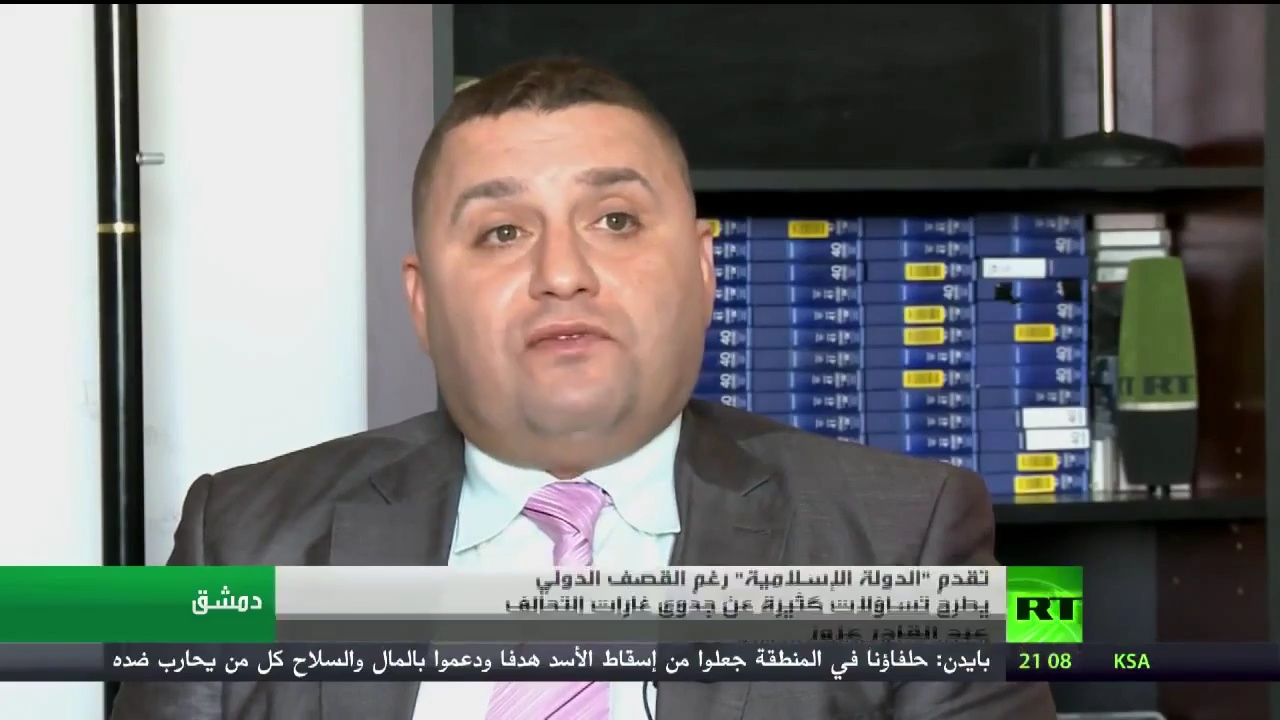 RT
تقدم "الدولة الإسلامية" رغم القصف الدولي
يطرح تساؤلات كثيرة عن جدوى غارات التحالف
دمشق
RT
بايدن: حلفاؤنا في المنطقة جعلوا من إسقاط الأسد هدفا ودعموا بالمال والسلاح كل من يحارب ضده
21 08
KSA